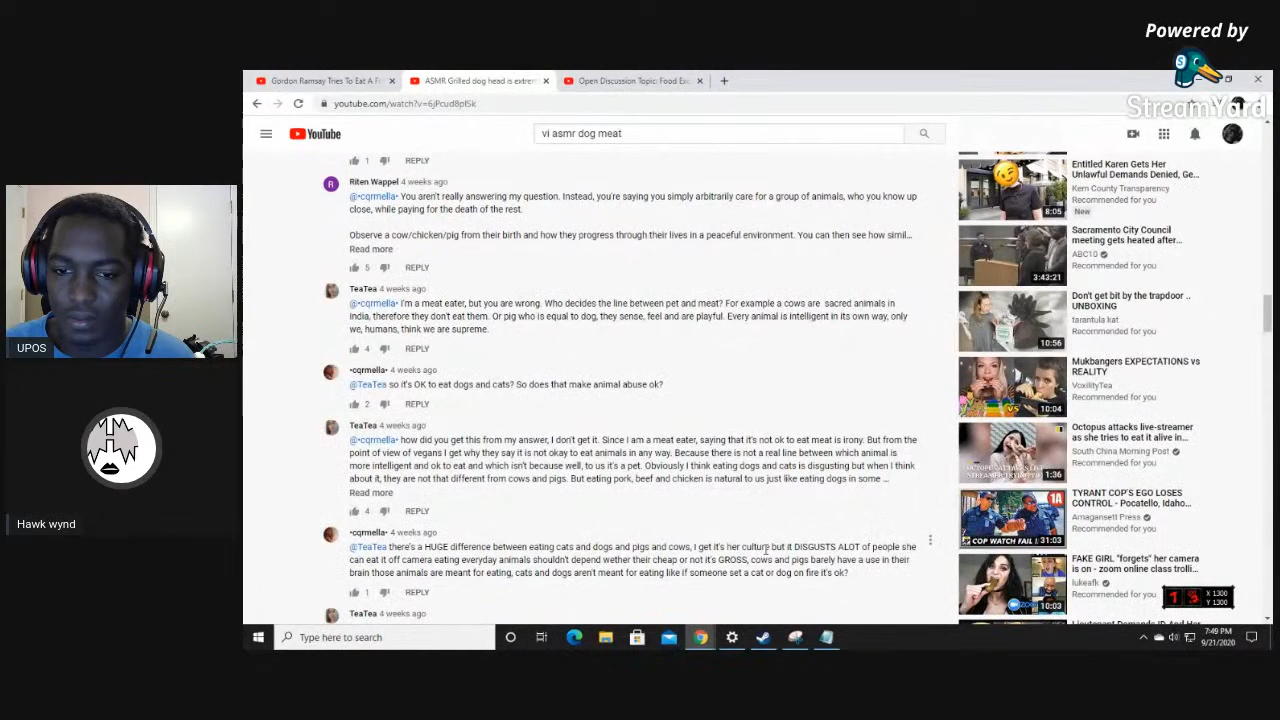 Powered by
StreamYard
Gordon Ramsay Tries To Eat A F
ASMR Grilled dog head is extrem
Open Discussion Topic: Food Ex
youtube.com/watch?v=6jPcud8pISk
YouTube
vi asmr dog meat
1 REPLY
R
Riten Wappel 4 weeks ago
@•cqrmella• You aren't really answering my question. Instead, you're saying you simply arbitrarily care for a group of animals, who you know up
close, while paying for the death of the rest.
Observe a cow/chicken/pig from their birth and how they progress through their lives in a peaceful environment. You can then see how simil...
Read more
5 REPLY
TeaTea 4 weeks ago
@•cqrmella• I'm a meat eater, but you are wrong. Who decides the line between pet and meat? For example a cows are sacred animals in
India, therefore they don't eat them. Or pig who is equal to dog, they sense, feel and are playful. Every animal is intelligent in its own way, only
we, humans, think we are supreme.
4 REPLY
•cqrmella• 4 weeks ago
@TeaTea so it's OK to eat dogs and cats? So does that make animal abuse ok?
2 REPLY
TeaTea 4 weeks ago
@•cqrmella• how did you get this from my answer, I don't get it. Since I am a meat eater, saying that it's not ok to eat meat is irony. But from the
point of view of vegans I get why they say it is not okay to eat animals in any way. Because there is not a real line between which animal is
more intelligent and ok to eat and which isn't because well, to us it's a pet. Obviously I think eating dogs and cats is disgusting but when I think
about it, they are not that different from cows and pigs. But eating pork, beef and chicken is natural to us just like eating dogs in some ...
Read more
4 REPLY
•cqrmella• 4 weeks ago
@TeaTea there's a HUGE difference between eating cats and dogs and pigs and cows, I get it's her culture but it DISGUSTS ALOT of people she
can eat it off camera eating everyday animals shouldn't depend wether their cheap or not it's GROSS, cows and pigs barely have a use in their
brain those animals are meant for eating, cats and dogs aren't meant for eating like if someone set a cat or dog on fire it's ok?
1 REPLY
TeaTea 4 weeks ago
Entitled Karen Gets Her
Unlawful Demands Denied, Ge...
Kern County Transparency
Recommended for you
New
8:05
Sacramento City Council
meeting gets heated after...
ABC10
Recommended for you
3:43:21
Don't get bit by the trapdoor ..
UNBOXING
tarantula kat
Recommended for you
10:56
Mukbangers EXPECTATIONS vs
REALITY
VoxilityTea
Recommended for you
VS
10:04
Octopus attacks live-streamer
as she tries to eat it alive in...
South China Morning Post
Recommended for you
1:36
TYRANT COP'S EGO LOSES
CONTROL - Pocatello, Idaho...
Amagansett Press
Recommended for you
COP WATCH FAIL
31:03
FAKE GIRL "forgets" her camera
is on - zoom online class trolli...
lukeafk
Recommended for you
10:03
X 1300
Y 1300
UPOS
Hawk wynd
Type here to search
7:49 PM
9/21/2020